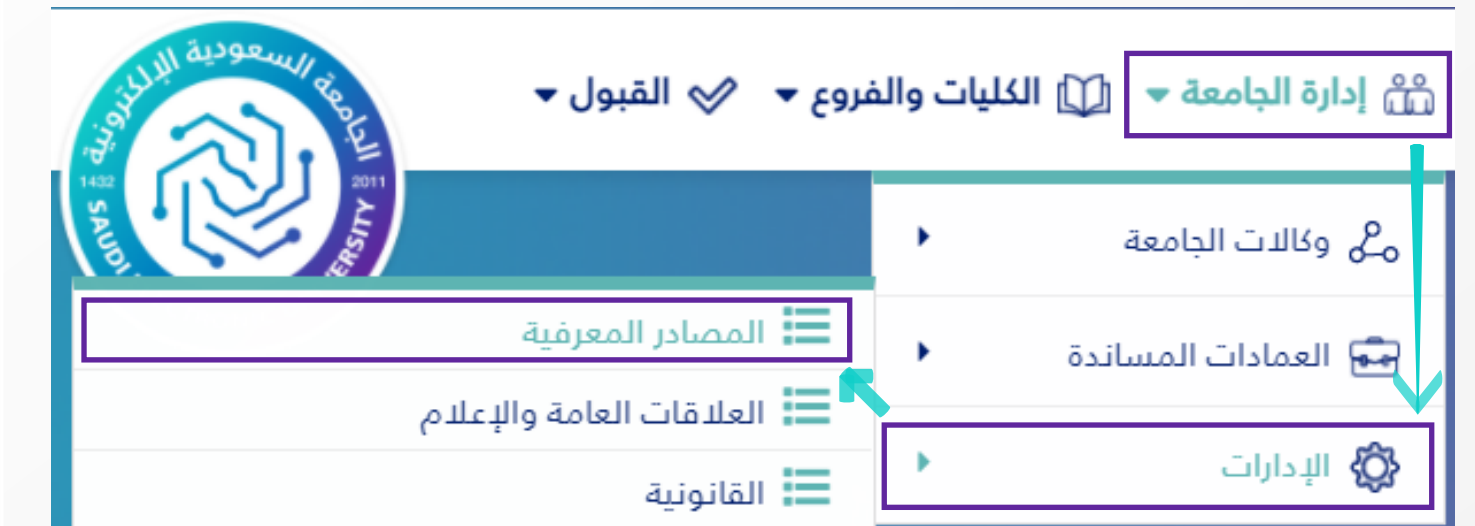 إدارة الجامعة
الكليات والفروع
القبول
الجامعة السعودية الإلكترونية
1432
2011
SAUDI
وكالات الجامعة
العمادات المساندة
الإدارات
المصادر المعرفية
العلاقات العامة والإعلام
القانونية